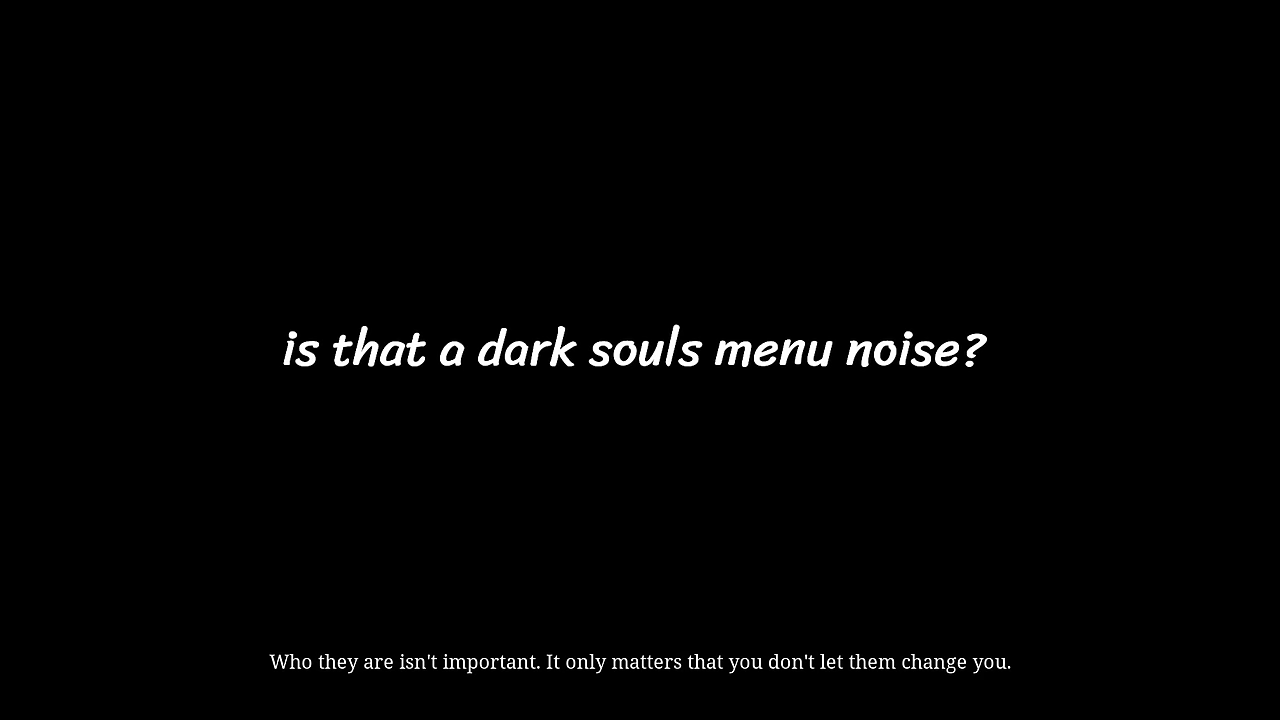 is that a dark souls menu noise?
Who they are isn't important. It only matters that you don't let them change you.